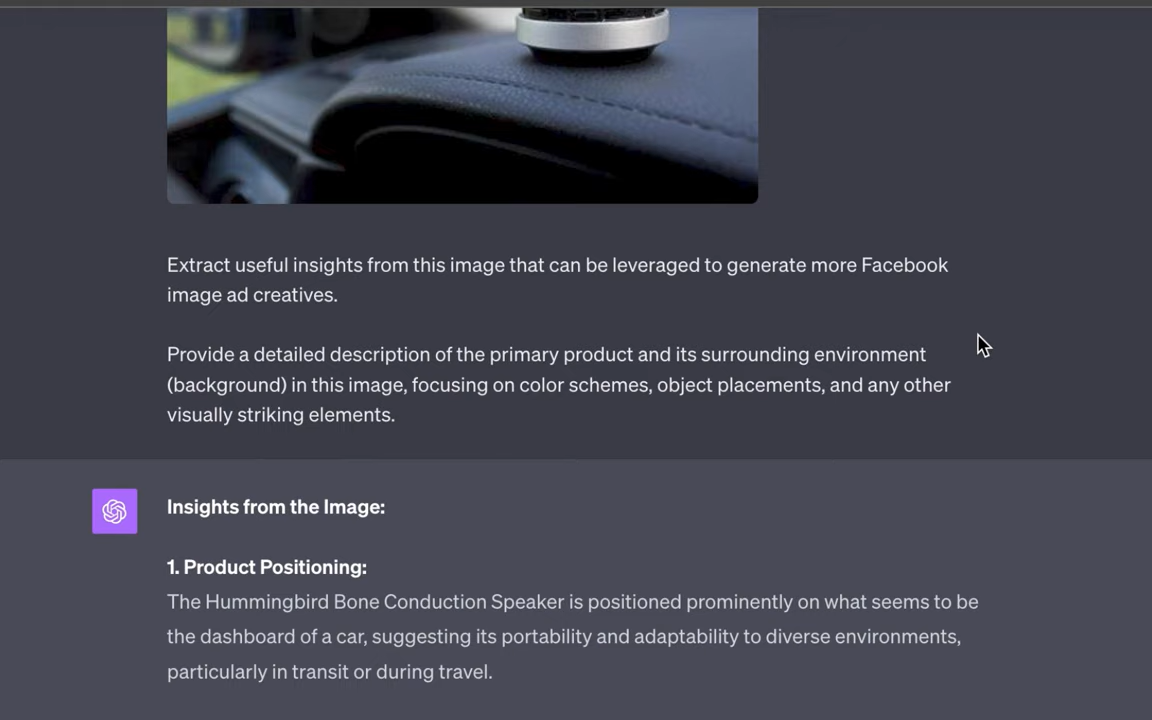 Extract useful insights from this image that can be leveraged to generate more Facebook
image ad creatives.
Provide a detailed description of the primary product and its surrounding environment
(background) in this image, focusing on color schemes, object placements, and any other
visually striking elements.
Insights from the Image:
1. Product Positioning:
The Hummingbird Bone Conduction Speaker is positioned prominently on what seems to be
the dashboard of a car, suggesting its portability and adaptability to diverse environments,
particularly in transit or during travel.